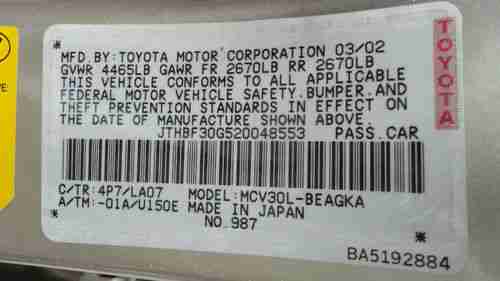 MFD. BY: TOYOTA MOTOR CORPORATION 03/02
GVWR 4465LB GAWR FR 2670LB RR 2670LB
THIS VEHICLE CONFORMS TO ALL APPLICABLE
FEDERAL MOTOR VEHICLE SAFETY, BUMPER, AND
THEFT PREVENTION STANDARDS IN EFFECT ON
THE DATE OF MANUFACTURE SHOWN ABOVE.
JTHBF30G520048553 PASS. CAR
C/TR: 4P7/LA07 MODEL: MCV30L-BEAGKA
A/TM: -01A/U150E MADE IN JAPAN
NO. 987
BA5192884
TOYOTA